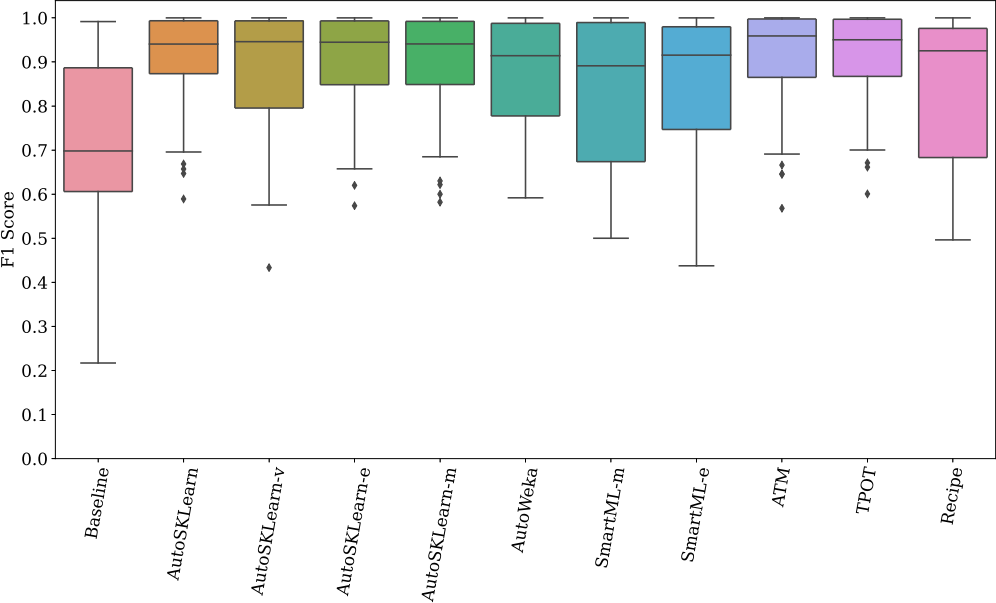 F1 Score
1.0
0.9
0.8
0.7
0.6
0.5
0.4
0.3
0.2
0.1
0.0
Baseline
AutoSKLearn
AutoSKLearn-v
AutoSKLearn-e
AutoSKLearn-m
AutoWeka
SmartML-m
SmartML-e
ATM
TPOT
Recipe